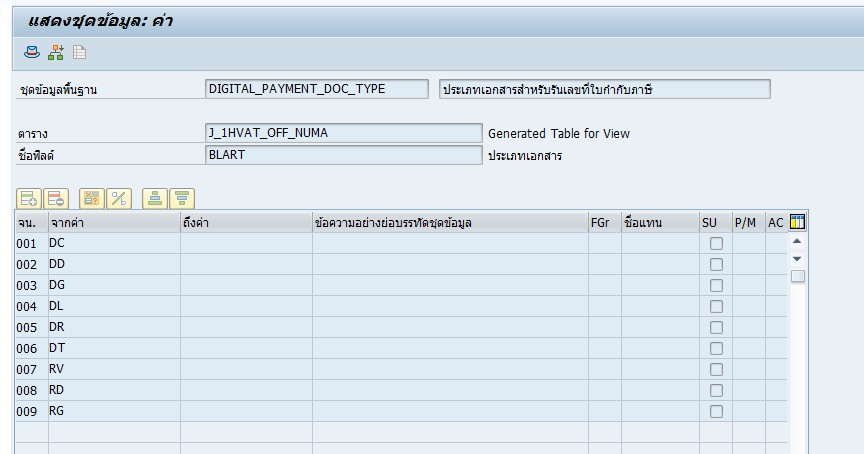 แสดงชุดข้อมูล: ค่า
ชุดข้อมูลพื้นฐาน DIGITAL_PAYMENT_DOC_TYPE ประเภทเอกสารสำหรับรันเลขที่ใบกำกับภาษี
ตาราง J_1HVAT_OFF_NUMA Generated Table for View
ชื่อฟิลด์ BLART ประเภทเอกสาร
จน. จากค่า ถึงค่า ข้อความอย่างย่อบรรทัดชุดข้อมูล FGr ชื่อแทน SU P/M AC
001 DC
002 DD
003 DG
004 DL
005 DR
006 DT
007 RV
008 RD
009 RG